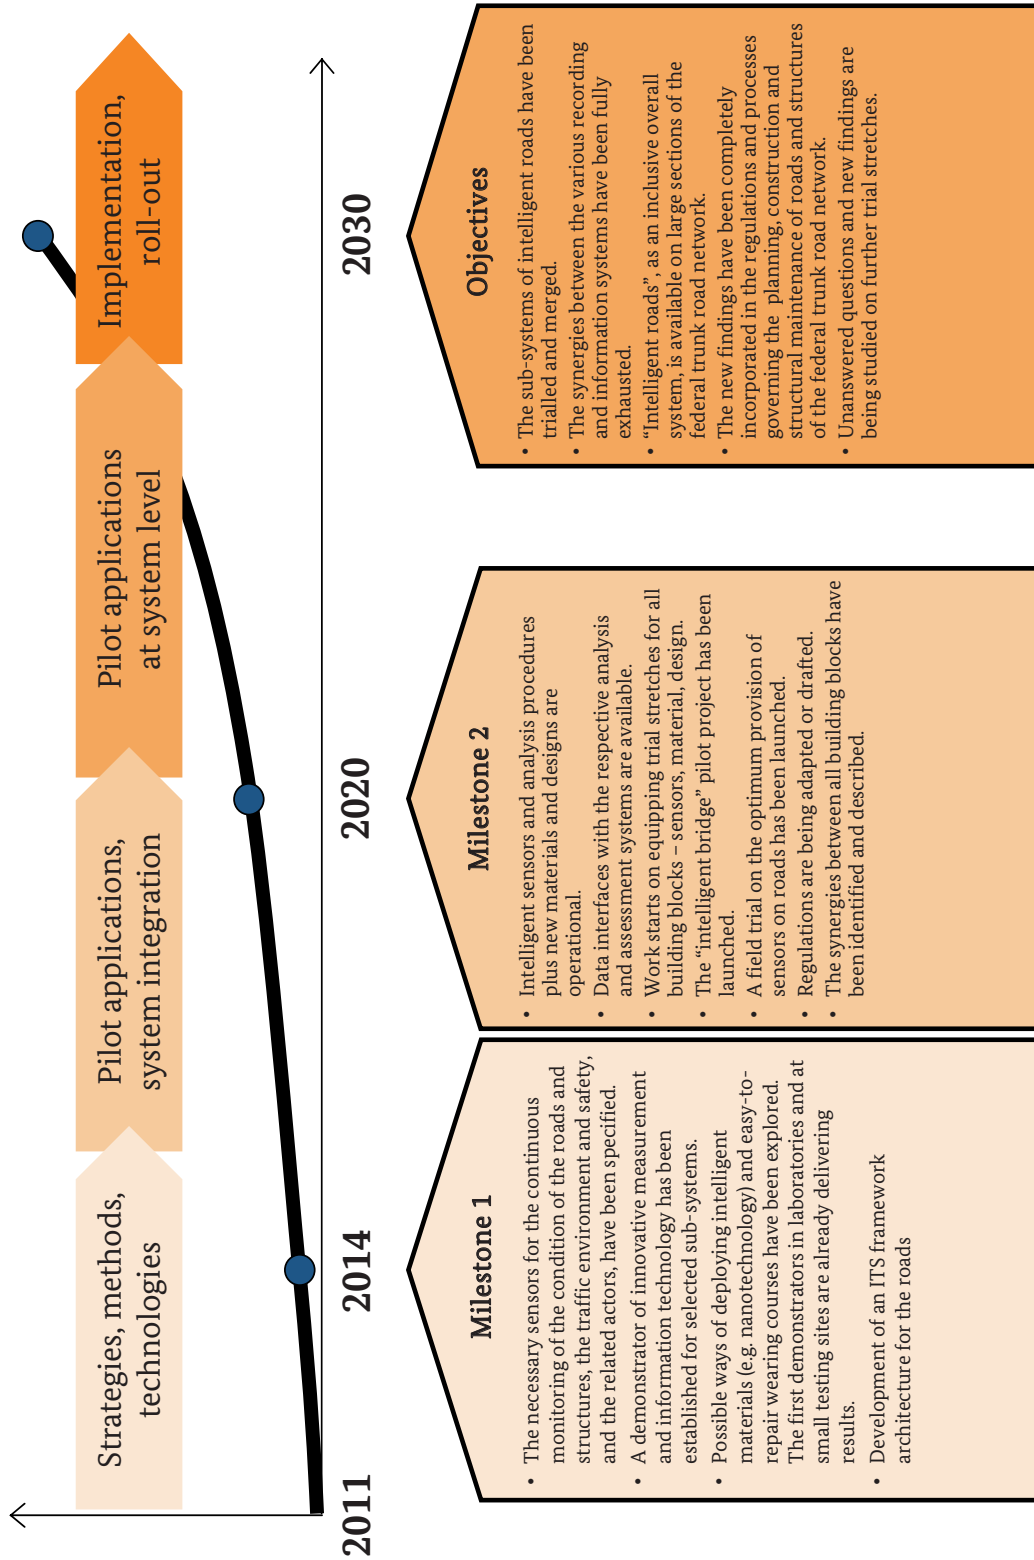 Strategies, methods,
technologies
Pilot applications,
system integration
Pilot applications
at system level
Implementation,
roll-out
2011
2014
2020
2030
Milestone 1
• The necessary sensors for the continuous
monitoring of the condition of the roads and
structures, the traffic environment and safety,
and the related actors, have been specified.
• A demonstrator of innovative measurement
and information technology has been
established for selected sub-systems.
• Possible ways of deploying intelligent
materials (e.g. nanotechnology) and easy-to-
repair wearing courses have been explored.
The first demonstrators in laboratories and at
small testing sites are already delivering
results.
• Development of an ITS framework
architecture for the roads
Milestone 2
• Intelligent sensors and analysis procedures
plus new materials and designs are
operational.
• Data interfaces with the respective analysis
and assessment systems are available.
• Work starts on equipping trial stretches for all
building blocks – sensors, material, design.
• The “intelligent bridge” pilot project has been
launched.
• A field trial on the optimum provision of
sensors on roads has been launched.
• Regulations are being adapted or drafted.
• The synergies between all building blocks have
been identified and described.
Objectives
• The sub-systems of intelligent roads have been
trialled and merged.
• The synergies between the various recording
and information systems have been fully
exhausted.
• “Intelligent roads”, as an inclusive overall
system, is available on large sections of the
federal trunk road network.
• The new findings have been completely
incorporated in the regulations and processes
governing the planning, construction and
structural maintenance of roads and structures
of the federal trunk road network.
• Unanswered questions and new findings are
being studied on further trial stretches.